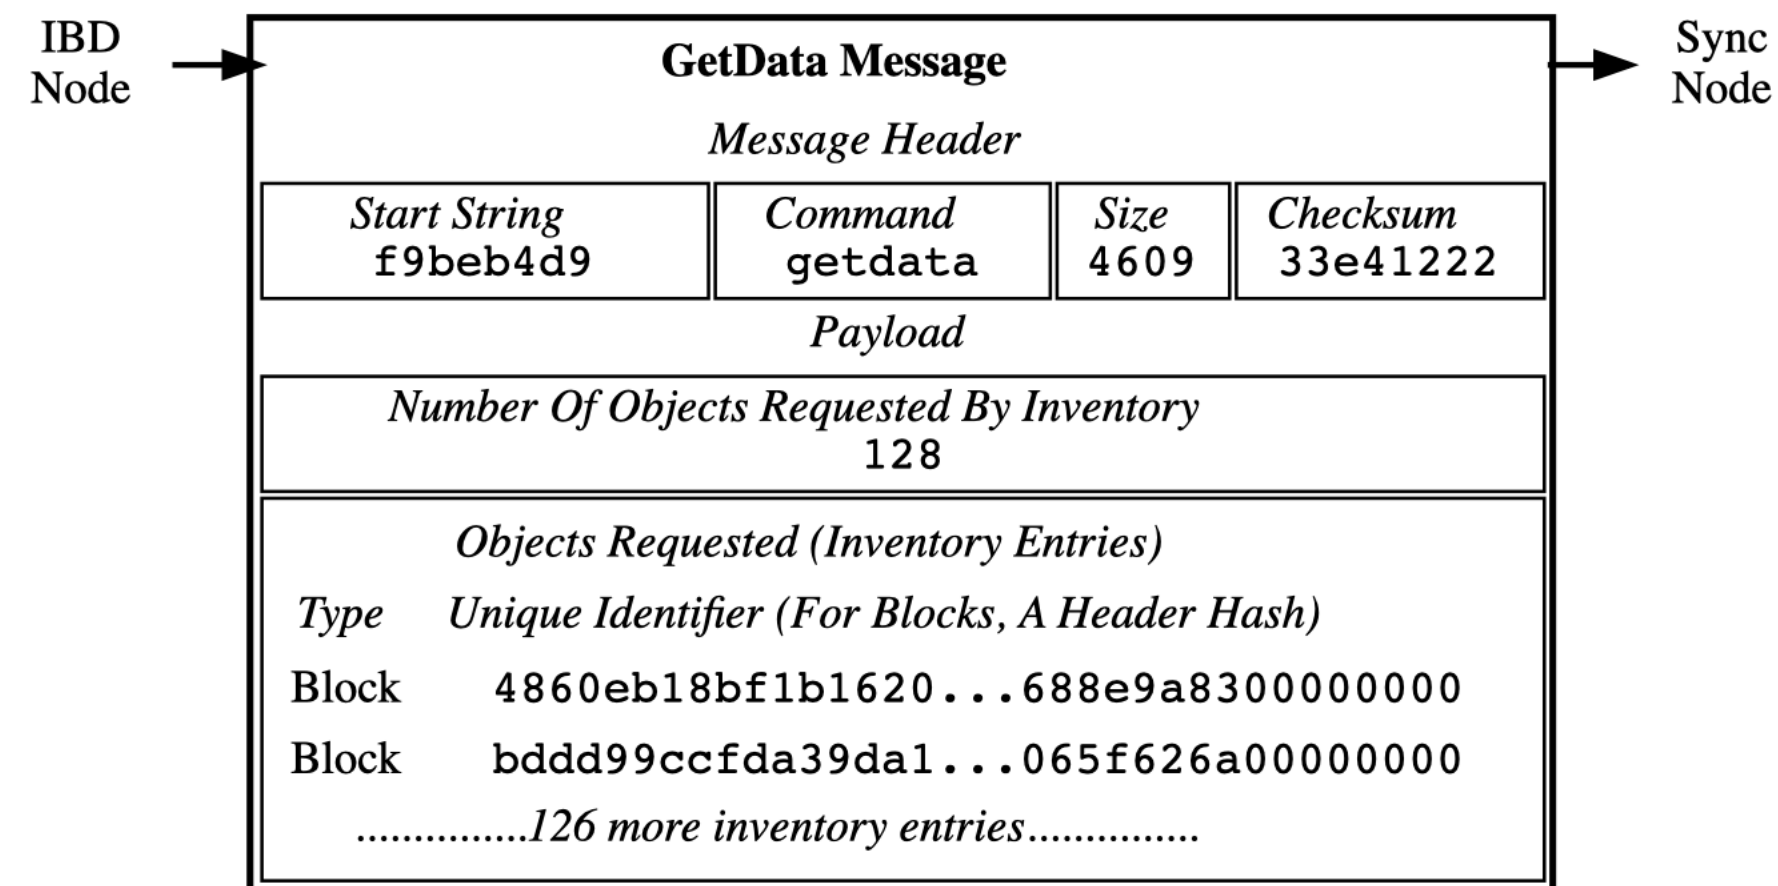 IBD
Node
GetData Message
Sync
Node
Message Header
Start String
f9beb4d9
Command
getdata
Size
4609
Checksum
33e41222
Payload
Number Of Objects Requested By Inventory
128
Objects Requested (Inventory Entries)
Type Unique Identifier (For Blocks, A Header Hash)
Block 4860eb18bf1b1620...688e9a8300000000
Block bddd99ccfda39da1...065f626a00000000
...............126 more inventory entries...............